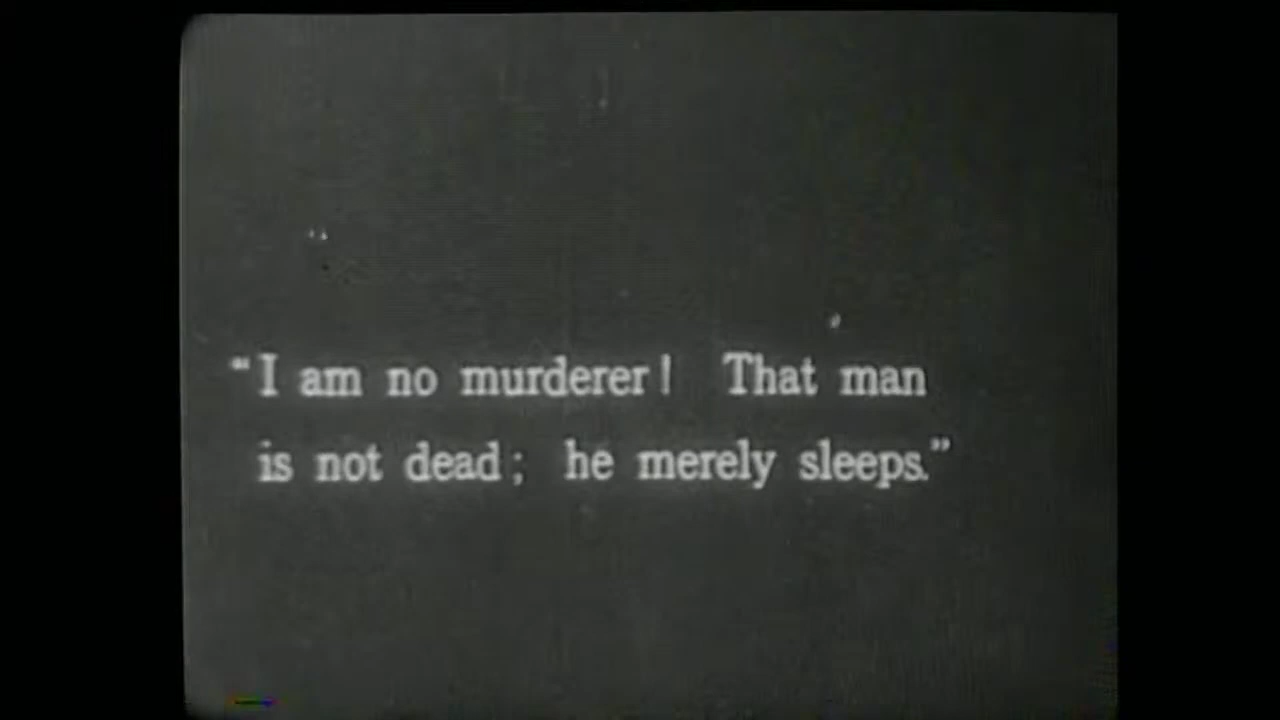 “I am no murderer! That man
is not dead; he merely sleeps.”